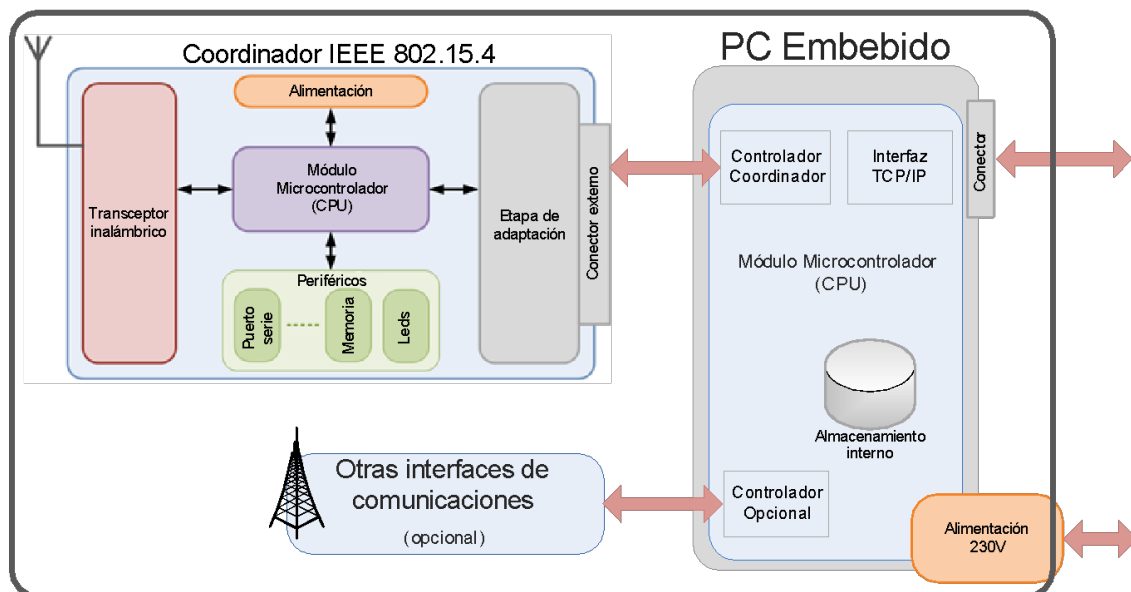 Coordinador IEEE 802.15.4
Alimentación
Transceptor
inalámbrico
Módulo
Microcontrolador
(CPU)
Periféricos
Puerto
serie
Memoria
Leds
Etapa de
adaptación
Conector externo
PC Embebido
Controlador
Coordinador
Interfaz
TCP/IP
Conector
Módulo Microcontrolador
(CPU)
Almacenamiento
interno
Otras interfaces de
comunicaciones
(opcional)
Controlador
Opcional
Alimentación
230V